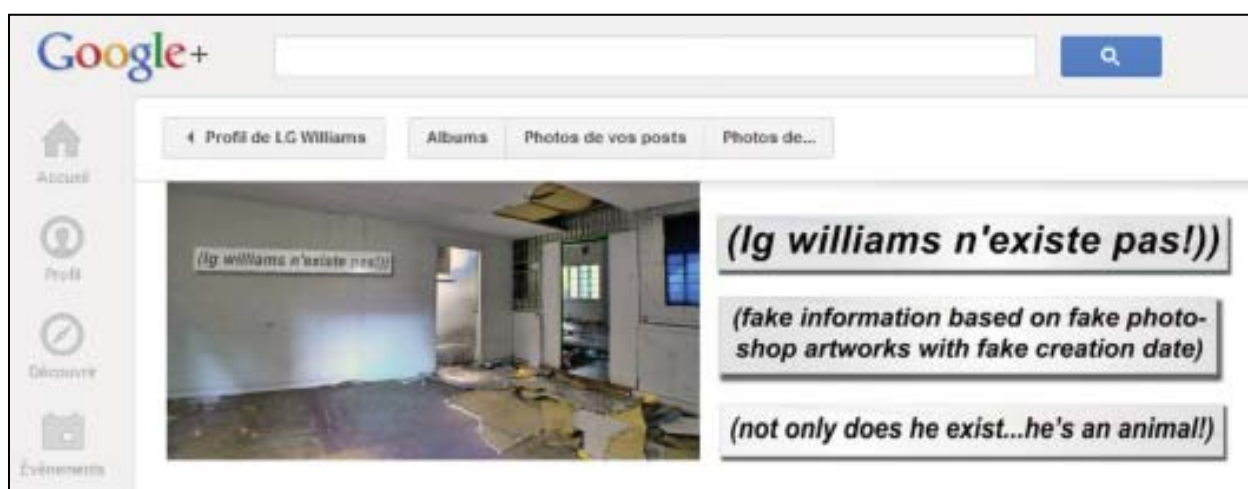 Google+
◄ Profil de LG Williams Albums Photos de vos posts Photos de...
Accueil
Profil
Découvrir
Évènements
(lg williams n'existe pas!))
(lg williams n'existe pas!))
(fake information based on fake photo-
shop artworks with fake creation date)
(not only does he exist...he's an animal!)